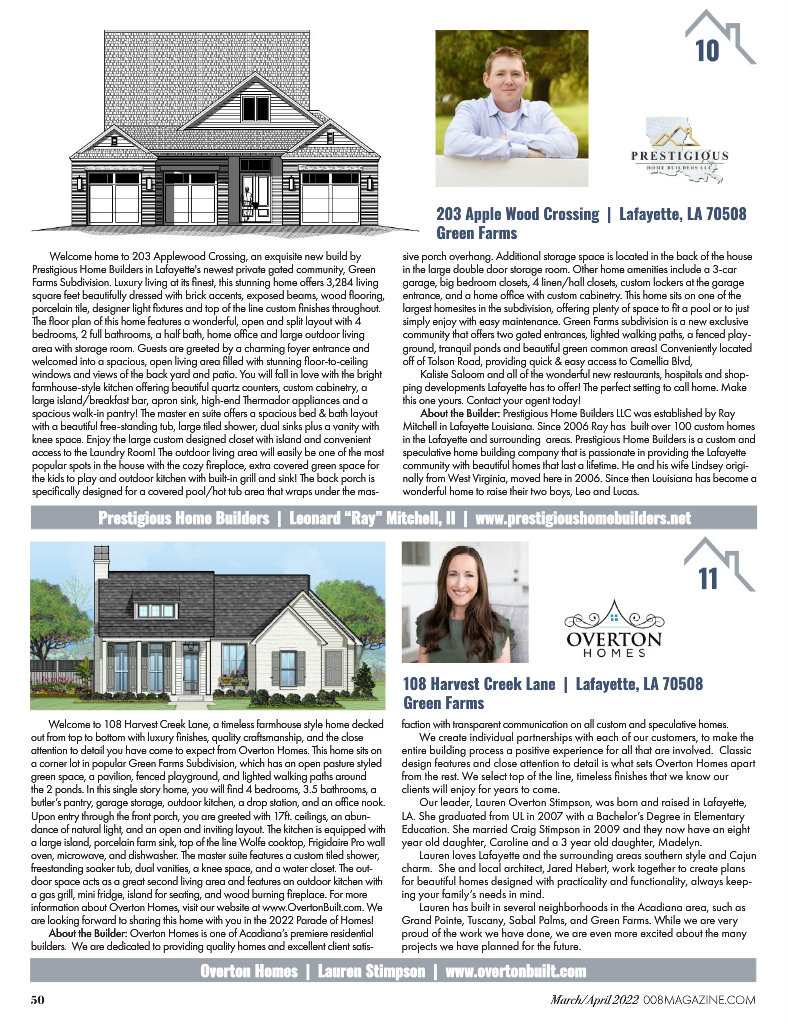 10
PRESTIGIOUS
HOME BUILDERS LLC
203 Apple Wood Crossing | Lafayette, LA 70508
Green Farms
Welcome home to 203 Applewood Crossing, an exquisite new build by
Prestigious Home Builders in Lafayette's newest private gated community, Green
Farms Subdivision. Luxury living at its finest, this stunning home offers 3,284 living
square feet beautifully dressed with brick accents, exposed beams, wood flooring,
porcelain tile, designer light fixtures and top of the line custom finishes throughout.
The floor plan of this home features a wonderful, open and split layout with 4
bedrooms, 2 full bathrooms, a half bath, home office and large outdoor living
area with storage room. Guests are greeted by a charming foyer entrance and
welcomed into a spacious, open living area filled with stunning floor-to-ceiling
windows and views of the back yard and patio. You will fall in love with the bright
farmhouse-style kitchen offering beautiful quartz counters, custom cabinetry, a
large island/breakfast bar, apron sink, high-end Thermador appliances and a
spacious walk-in pantry! The master en suite offers a spacious bed & bath layout
with a beautiful free-standing tub, large tiled shower, dual sinks plus a vanity with
knee space. Enjoy the large custom designed closet with island and convenient
access to the Laundry Room! The outdoor living area will easily be one of the most
popular spots in the house with the cozy fireplace, extra covered green space for
the kids to play and outdoor kitchen with built-in grill and sink! The back porch is
specifically designed for a covered pool/hot tub area that wraps under the mas-
sive porch overhang. Additional storage space is located in the back of the house
in the large double door storage room. Other home amenities include a 3-car
garage, big bedroom closets, 4 linen/hall closets, custom lockers at the garage
entrance, and a home office with custom cabinetry. This home sits on one of the
largest homesites in the subdivision, offering plenty of space to fit a pool or to just
simply enjoy with easy maintenance. Green Farms subdivision is a new exclusive
community that offers two gated entrances, lighted walking paths, a fenced play-
ground, tranquil ponds and beautiful green common areas! Conveniently located
off of Tolson Road, providing quick & easy access to Camellia Blvd,
Kaliste Saloom and all of the wonderful new restaurants, hospitals and shop-
ping developments Lafayette has to offer! The perfect setting to call home. Make
this one yours. Contact your agent today!
About the Builder: Prestigious Home Builders LLC was established by Ray
Mitchell in Lafayette Louisiana. Since 2006 Ray has built over 100 custom homes
in the Lafayette and surrounding areas. Prestigious Home Builders is a custom and
speculative home building company that is passionate in providing the Lafayette
community with beautiful homes that last a lifetime. He and his wife Lindsey origi-
nally from West Virginia, moved here in 2006. Since then Louisiana has become a
wonderful home to raise their two boys, Leo and Lucas.
Prestigious Home Builders | Leonard “Ray” Mitchell, II | www.prestigioushomebuilders.net
11
OVERTON
HOMES
108 Harvest Creek Lane | Lafayette, LA 70508
Green Farms
Welcome to 108 Harvest Creek Lane, a timeless farmhouse style home decked
out from top to bottom with luxury finishes, quality craftsmanship, and the close
attention to detail you have come to expect from Overton Homes. This home sits on
a corner lot in popular Green Farms Subdivision, which has an open pasture styled
green space, a pavilion, fenced playground, and lighted walking paths around
the 2 ponds. In this single story home, you will find 4 bedrooms, 3.5 bathrooms, a
butler’s pantry, garage storage, outdoor kitchen, a drop station, and an office nook.
Upon entry through the front porch, you are greeted with 17ft. ceilings, an abun-
dance of natural light, and an open and inviting layout. The kitchen is equipped with
a large island, porcelain farm sink, top of the line Wolfe cooktop, Frigidaire Pro wall
oven, microwave, and dishwasher. The master suite features a custom tiled shower,
freestanding soaker tub, dual vanities, a knee space, and a water closet. The out-
door space acts as a great second living area and features an outdoor kitchen with
a gas grill, mini fridge, island for seating, and wood burning fireplace. For more
information about Overton Homes, visit our website at www.OvertonBuilt.com. We
are looking forward to sharing this home with you in the 2022 Parade of Homes!
About the Builder: Overton Homes is one of Acadiana’s premiere residential
builders. We are dedicated to providing quality homes and excellent client satis-
faction with transparent communication on all custom and speculative homes.
We create individual partnerships with each of our customers, to make the
entire building process a positive experience for all that are involved. Classic
design features and close attention to detail is what sets Overton Homes apart
from the rest. We select top of the line, timeless finishes that we know our
clients will enjoy for years to come.
Our leader, Lauren Overton Stimpson, was born and raised in Lafayette,
LA. She graduated from UL in 2007 with a Bachelor’s Degree in Elementary
Education. She married Craig Stimpson in 2009 and they now have an eight
year old daughter, Caroline and a 3 year old daughter, Madelyn.
Lauren loves Lafayette and the surrounding areas southern style and Cajun
charm. She and local architect, Jared Hebert, work together to create plans
for beautiful homes designed with practicality and functionality, always keep-
ing your family’s needs in mind.
Lauren has built in several neighborhoods in the Acadiana area, such as
Grand Pointe, Tuscany, Sabal Palms, and Green Farms. While we are very
proud of the work we have done, we are even more excited about the many
projects we have planned for the future.
Overton Homes | Lauren Stimpson | www.overtonbuilt.com
50
March/April 2022 008MAGAZINE.COM